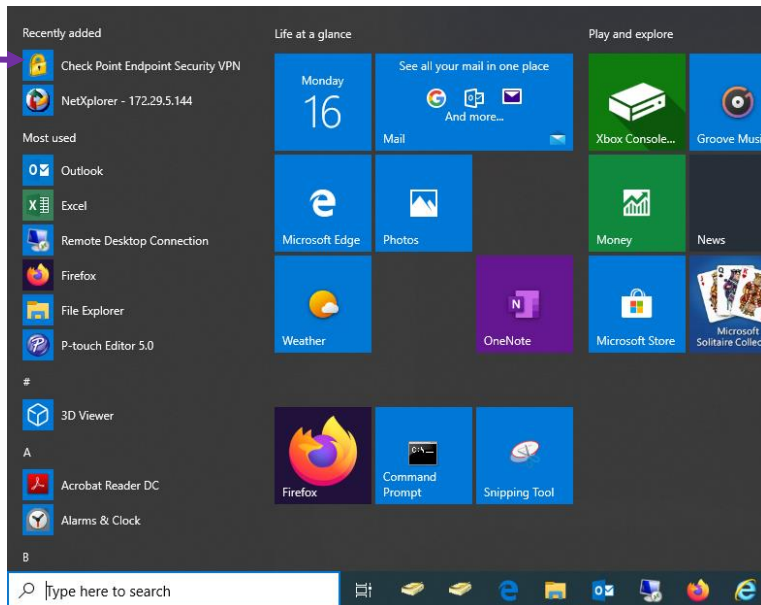 Recently added
Check Point Endpoint Security VPN
NetXplorer - 172.29.5.144
Most used
Outlook
Excel
Remote Desktop Connection
Firefox
File Explorer
P-touch Editor 5.0
#
3D Viewer
A
Acrobat Reader DC
Alarms & Clock
B
Life at a glance
Monday
16
See all your mail in one place
And more...
Mail
Microsoft Edge
Photos
Weather
OneNote
Firefox
C:\_
Command
Prompt
Snipping Tool
Play and explore
Xbox Console...
Groove Musi
Money
News
Microsoft Store
Microsoft
Solitaire Collec
Type here to search